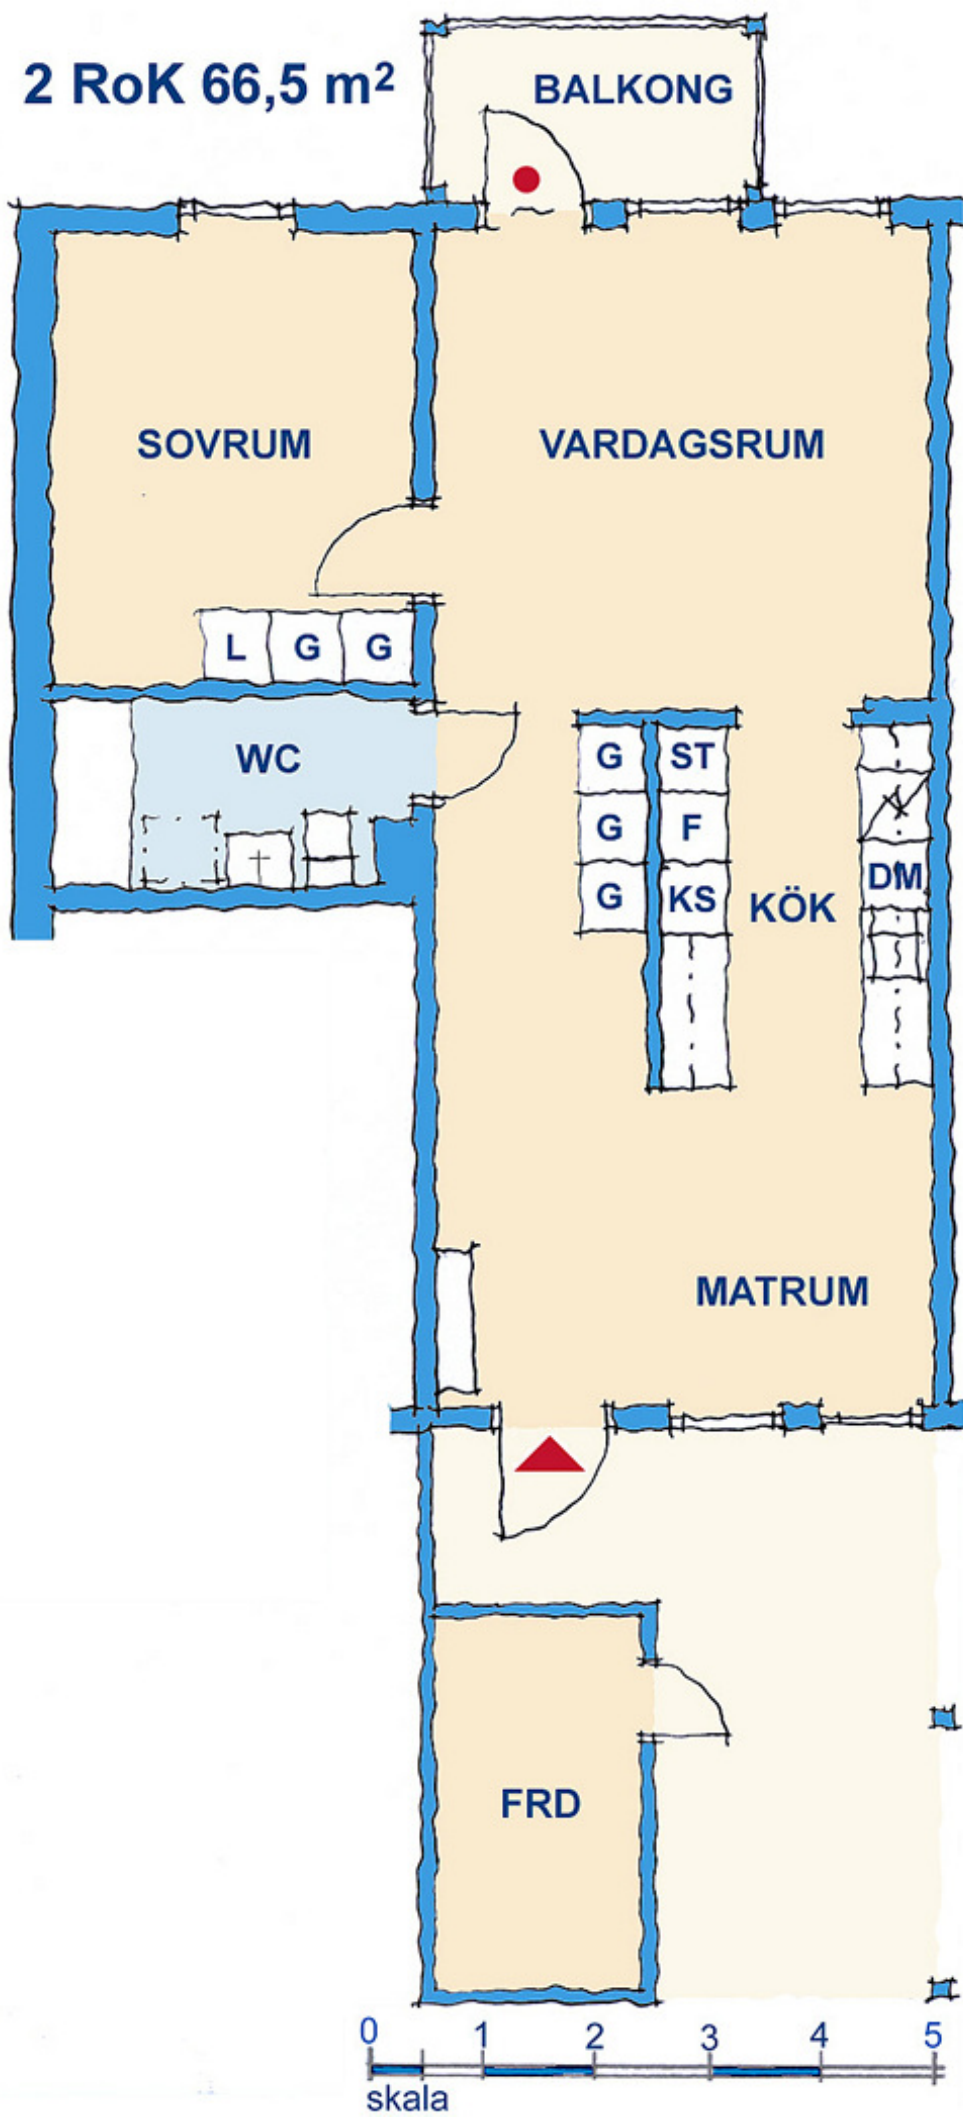 2 RoK 66,5 m²
BALKONG
SOVRUM
VARDAGSRUM
L G G
WC
G ST
G F
G KS
KÖK
DM
MATRUM
FRD
0 1 2 3 4 5
skala